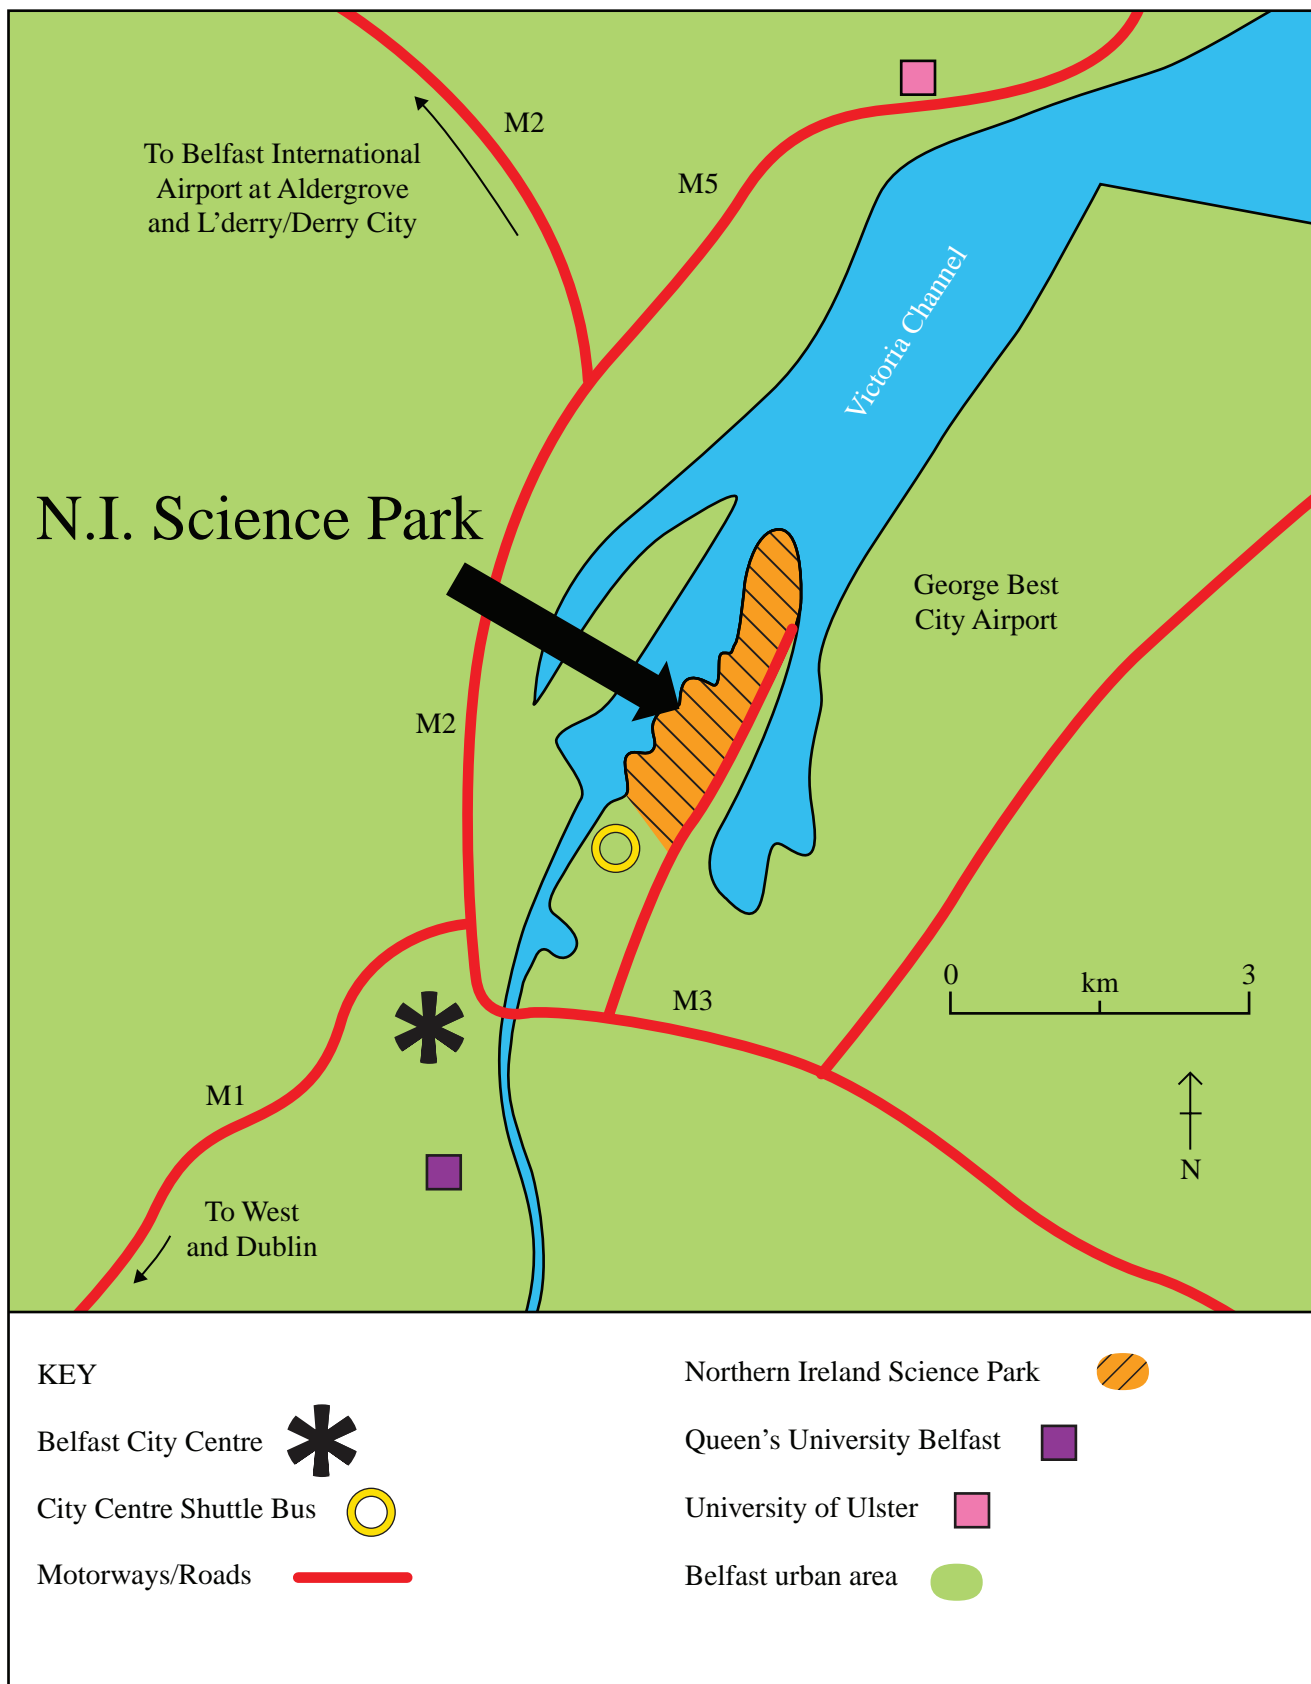 M2
To Belfast International
Airport at Aldergrove
and L’derry/Derry City
M5
Victoria Channel
N.I. Science Park
George Best
City Airport
M2
0 km 3
M3
M1
N
To West
and Dublin
KEY
Belfast City Centre
City Centre Shuttle Bus
Motorways/Roads
Northern Ireland Science Park
Queen’s University Belfast
University of Ulster
Belfast urban area